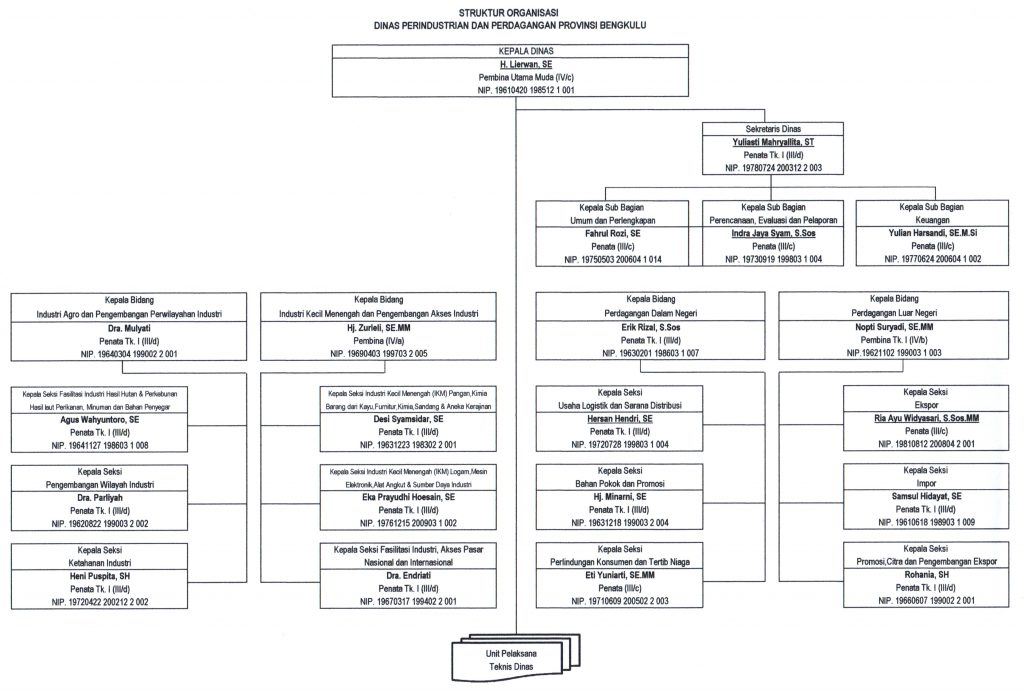 STRUKTUR ORGANISASI
DINAS PERINDUSTRIAN DAN PERDAGANGAN PROVINSI BENGKULU
KEPALA DINAS
H. Lierwan, SE
Pembina Utama Muda (IV/c)
NIP. 19610420 198512 1 001
Sekretaris Dinas
Yuliasti Mahryallita, ST
Penata Tk. I (III/d)
NIP. 19780724 200312 2 003
Kepala Sub Bagian
Umum dan Perlengkapan
Fahrul Rozi, SE
Penata (III/c)
NIP. 19750503 200604 1 014
Kepala Sub Bagian
Perencanaan, Evaluasi dan Pelaporan
Indra Jaya Syam, S.Sos
Penata (III/c)
NIP. 19730919 199803 1 004
Kepala Sub Bagian
Keuangan
Yulian Harsandi, SE.M.Si
Penata (III/c)
NIP. 19770624 200604 1 002
Kepala Bidang
Industri Agro dan Pengembangan Perwilayahan Industri
Dra. Mulyati
Penata Tk. I (III/d)
NIP. 19640304 199002 2 001
Kepala Bidang
Industri Kecil Menengah dan Pengembangan Akses Industri
Hj. Zurieli, SE.MM
Pembina (IV/a)
NIP. 19690403 199703 2 005
Kepala Bidang
Perdagangan Dalam Negeri
Erik Rizal, S.Sos
Penata Tk. I (III/d)
NIP. 19630201 198603 1 007
Kepala Bidang
Perdagangan Luar Negeri
Nopti Suryadi, SE.MM
Pembina Tk. I (IV/b)
NIP. 19621102 199003 1 003
Kepala Seksi Fasilitasi Industri Hasil Hutan & Perkebunan
Hasil laut Perikanan, Minuman dan Bahan Penyegar
Agus Wahyuntoro, SE
Penata Tk. I (III/d)
NIP. 19641127 198603 1 008
Kepala Seksi Industri Kecil Menengah (IKM) Pangan,Kimia
Barang dari Kayu,Furnitur,Kimia,Sandang & Aneka Kerajinan
Desi Syamsidar, SE
Penata Tk. I (III/d)
NIP. 19631223 198302 2 001
Kepala Seksi
Usaha Logistik dan Sarana Distribusi
Hersan Hendri, SE
Penata Tk. I (III/d)
NIP. 19720728 199803 1 004
Kepala Seksi
Ekspor
Ria Ayu Widyasari, S.Sos.MM
Penata (III/c)
NIP. 19810812 200804 2 001
Kepala Seksi
Pengembangan Wilayah Industri
Dra. Parliyah
Penata Tk. I (III/d)
NIP. 19620822 199003 2 002
Kepala Seksi Industri Kecil Menengah (IKM) Logam,Mesin
Elektronik,Alat Angkut & Sumber Daya Industri
Eka Prayudhi Hoesain, SE
Penata Tk. I (III/d)
NIP. 19761215 200903 1 002
Kepala Seksi
Bahan Pokok dan Promosi
Hj. Minarni, SE
Penata Tk. I (III/d)
NIP. 19631218 199003 2 004
Kepala Seksi
Impor
Samsul Hidayat, SE
Penata Tk. I (III/d)
NIP. 19610618 198903 1 009
Kepala Seksi
Ketahanan Industri
Heni Puspita, SH
Penata Tk. I (III/d)
NIP. 19720422 200212 2 002
Kepala Seksi Fasilitasi Industri, Akses Pasar
Nasional dan Internasional
Dra. Endriati
Penata Tk. I (III/d)
NIP. 19670317 199402 2 001
Kepala Seksi
Perlindungan Konsumen dan Tertib Niaga
Eti Yuniarti, SE.MM
Penata (III/c)
NIP. 19710609 200502 2 003
Kepala Seksi
Promosi,Citra dan Pengembangan Ekspor
Rohania, SH
Penata Tk. I (III/d)
NIP. 19660607 199002 2 001
Unit Pelaksana
Teknis Dinas